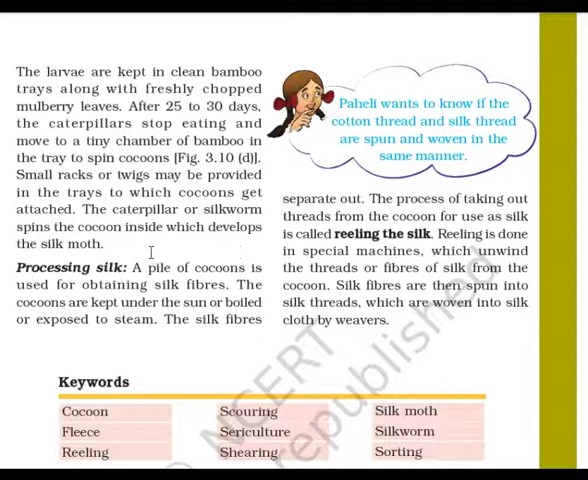 The larvae are kept in clean bamboo
trays along with freshly chopped
mulberry leaves. After 25 to 30 days,
the caterpillars stop eating and
move to a tiny chamber of bamboo in
the tray to spin cocoons [Fig. 3.10 (d)].
Small racks or twigs may be provided
in the trays to which cocoons get
attached. The caterpillar or silkworm
spins the cocoon inside which develops
the silk moth.
Processing silk: A pile of cocoons is
used for obtaining silk fibres. The
cocoons are kept under the sun or boiled
or exposed to steam. The silk fibres
Paheli wants to know if the
cotton thread and silk thread
are spun and woven in the
same manner.
separate out. The process of taking out
threads from the cocoon for use as silk
is called reeling the silk. Reeling is done
in special machines, which unwind
the threads or fibres of silk from the
cocoon. Silk fibres are then spun into
silk threads, which are woven into silk
cloth by weavers.
Keywords
Cocoon Scouring Silk moth
Fleece Sericulture Silkworm
Reeling Shearing Sorting
© NCERT
republished